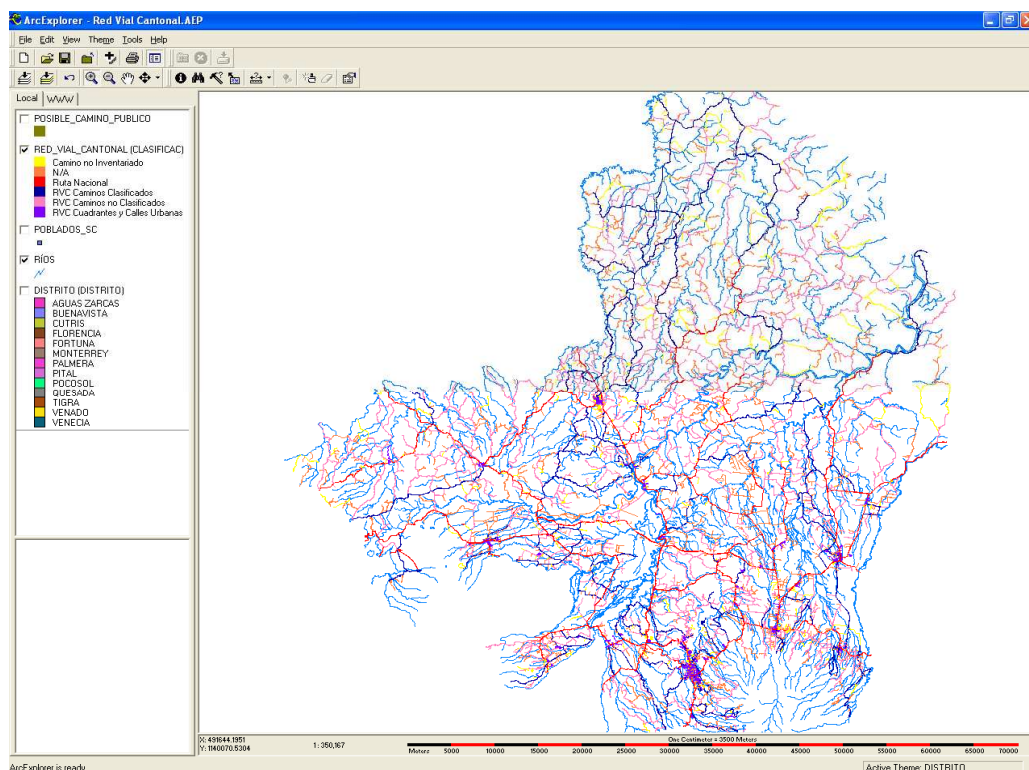 ArcExplorer - Red Vial Cantonal.AEP
File Edit View Theme Tools Help
Local WWW
POSIBLE_CAMINO_PUBLICO
RED_VIAL_CANTONAL (CLASIFICAC)
Camino no Inventariado
N/A
Ruta Nacional
RVC Caminos Clasificados
RVC Caminos no Clasificados
RVC Cuadrantes y Calles Urbanas
POBLADOS_SC
RÍOS
DISTRITO (DISTRITO)
AGUAS ZARCAS
BUENAVISTA
CUTRIS
FLORENCIA
FORTUNA
MONTERREY
PALMERA
PITAL
POCOSOL
QUESADA
TIGRA
VENADO
VENECIA
X: 491644.1951
Y: 1140070.5304
1: 350,167
One Centimeter = 3500 Meters
Meters 5000 10000 15000 20000 25000 30000 35000 40000 45000 50000 55000 60000 65000 70000
ArcExplorer is ready
Active Theme: DISTRITO